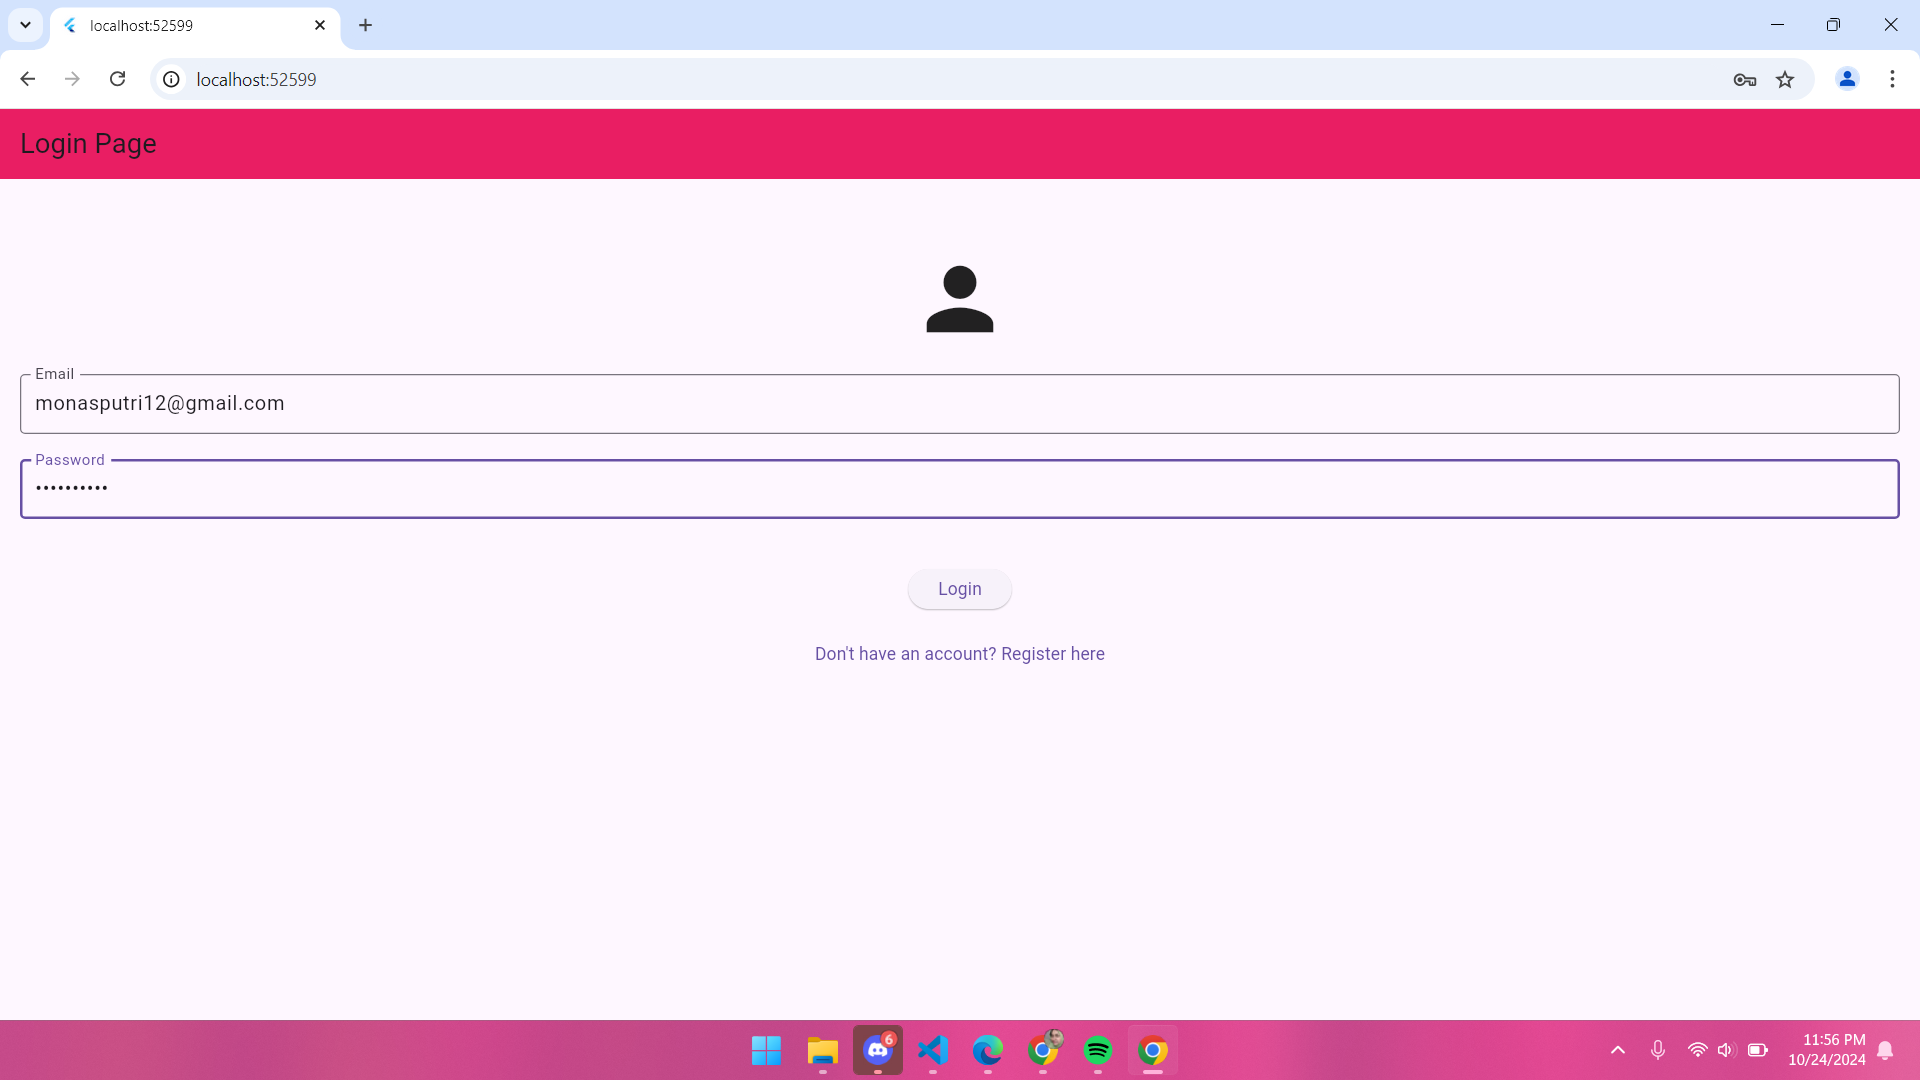 localhost:52599
localhost:52599
Login Page
Email
monasputri12@gmail.com
Password
••••••••••
Login
Don't have an account? Register here
6
11:56 PM
10/24/2024